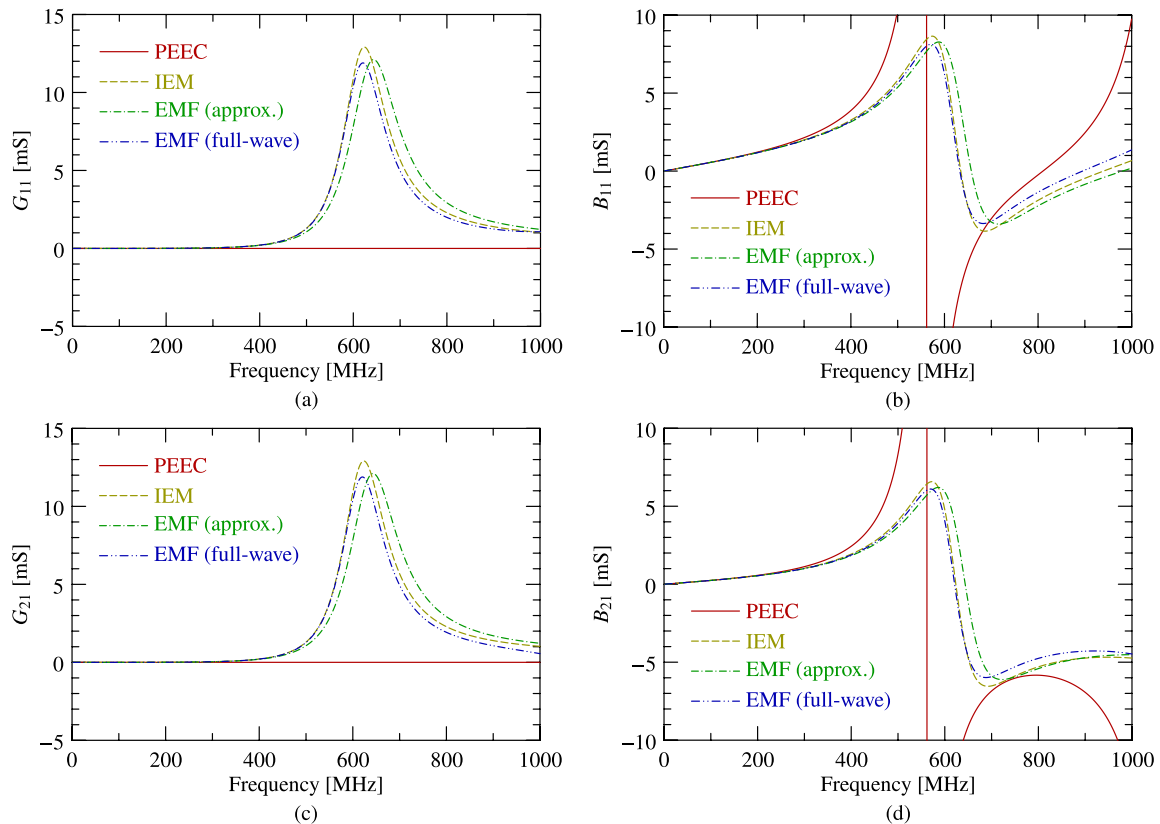 15
10
5
0
−5
G11 [mS]
PEEC
IEM
EMF (approx.)
EMF (full-wave)
0 200 400 600 800 1000
Frequency [MHz]
(a)
10
5
0
−5
−10
B11 [mS]
PEEC
IEM
EMF (approx.)
EMF (full-wave)
0 200 400 600 800 1000
Frequency [MHz]
(b)
15
10
5
0
−5
G21 [mS]
PEEC
IEM
EMF (approx.)
EMF (full-wave)
0 200 400 600 800 1000
Frequency [MHz]
(c)
10
5
0
−5
−10
B21 [mS]
PEEC
IEM
EMF (approx.)
EMF (full-wave)
0 200 400 600 800 1000
Frequency [MHz]
(d)